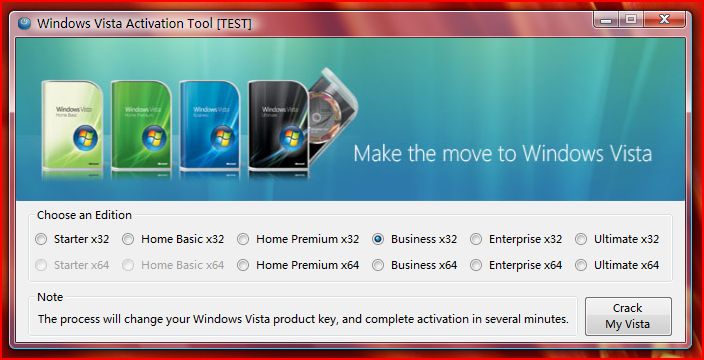 Windows Vista Activation Tool [TEST]
Windows Vista Home Basic
Windows Vista Home Premium
Windows Vista Business
Windows Vista Ultimate
Make the move to Windows Vista
Choose an Edition
Starter x32 Home Basic x32 Home Premium x32 Business x32 Enterprise x32 Ultimate x32
Starter x64 Home Basic x64 Home Premium x64 Business x64 Enterprise x64 Ultimate x64
Note
The process will change your Windows Vista product key, and complete activation in several minutes.
Crack
My Vista